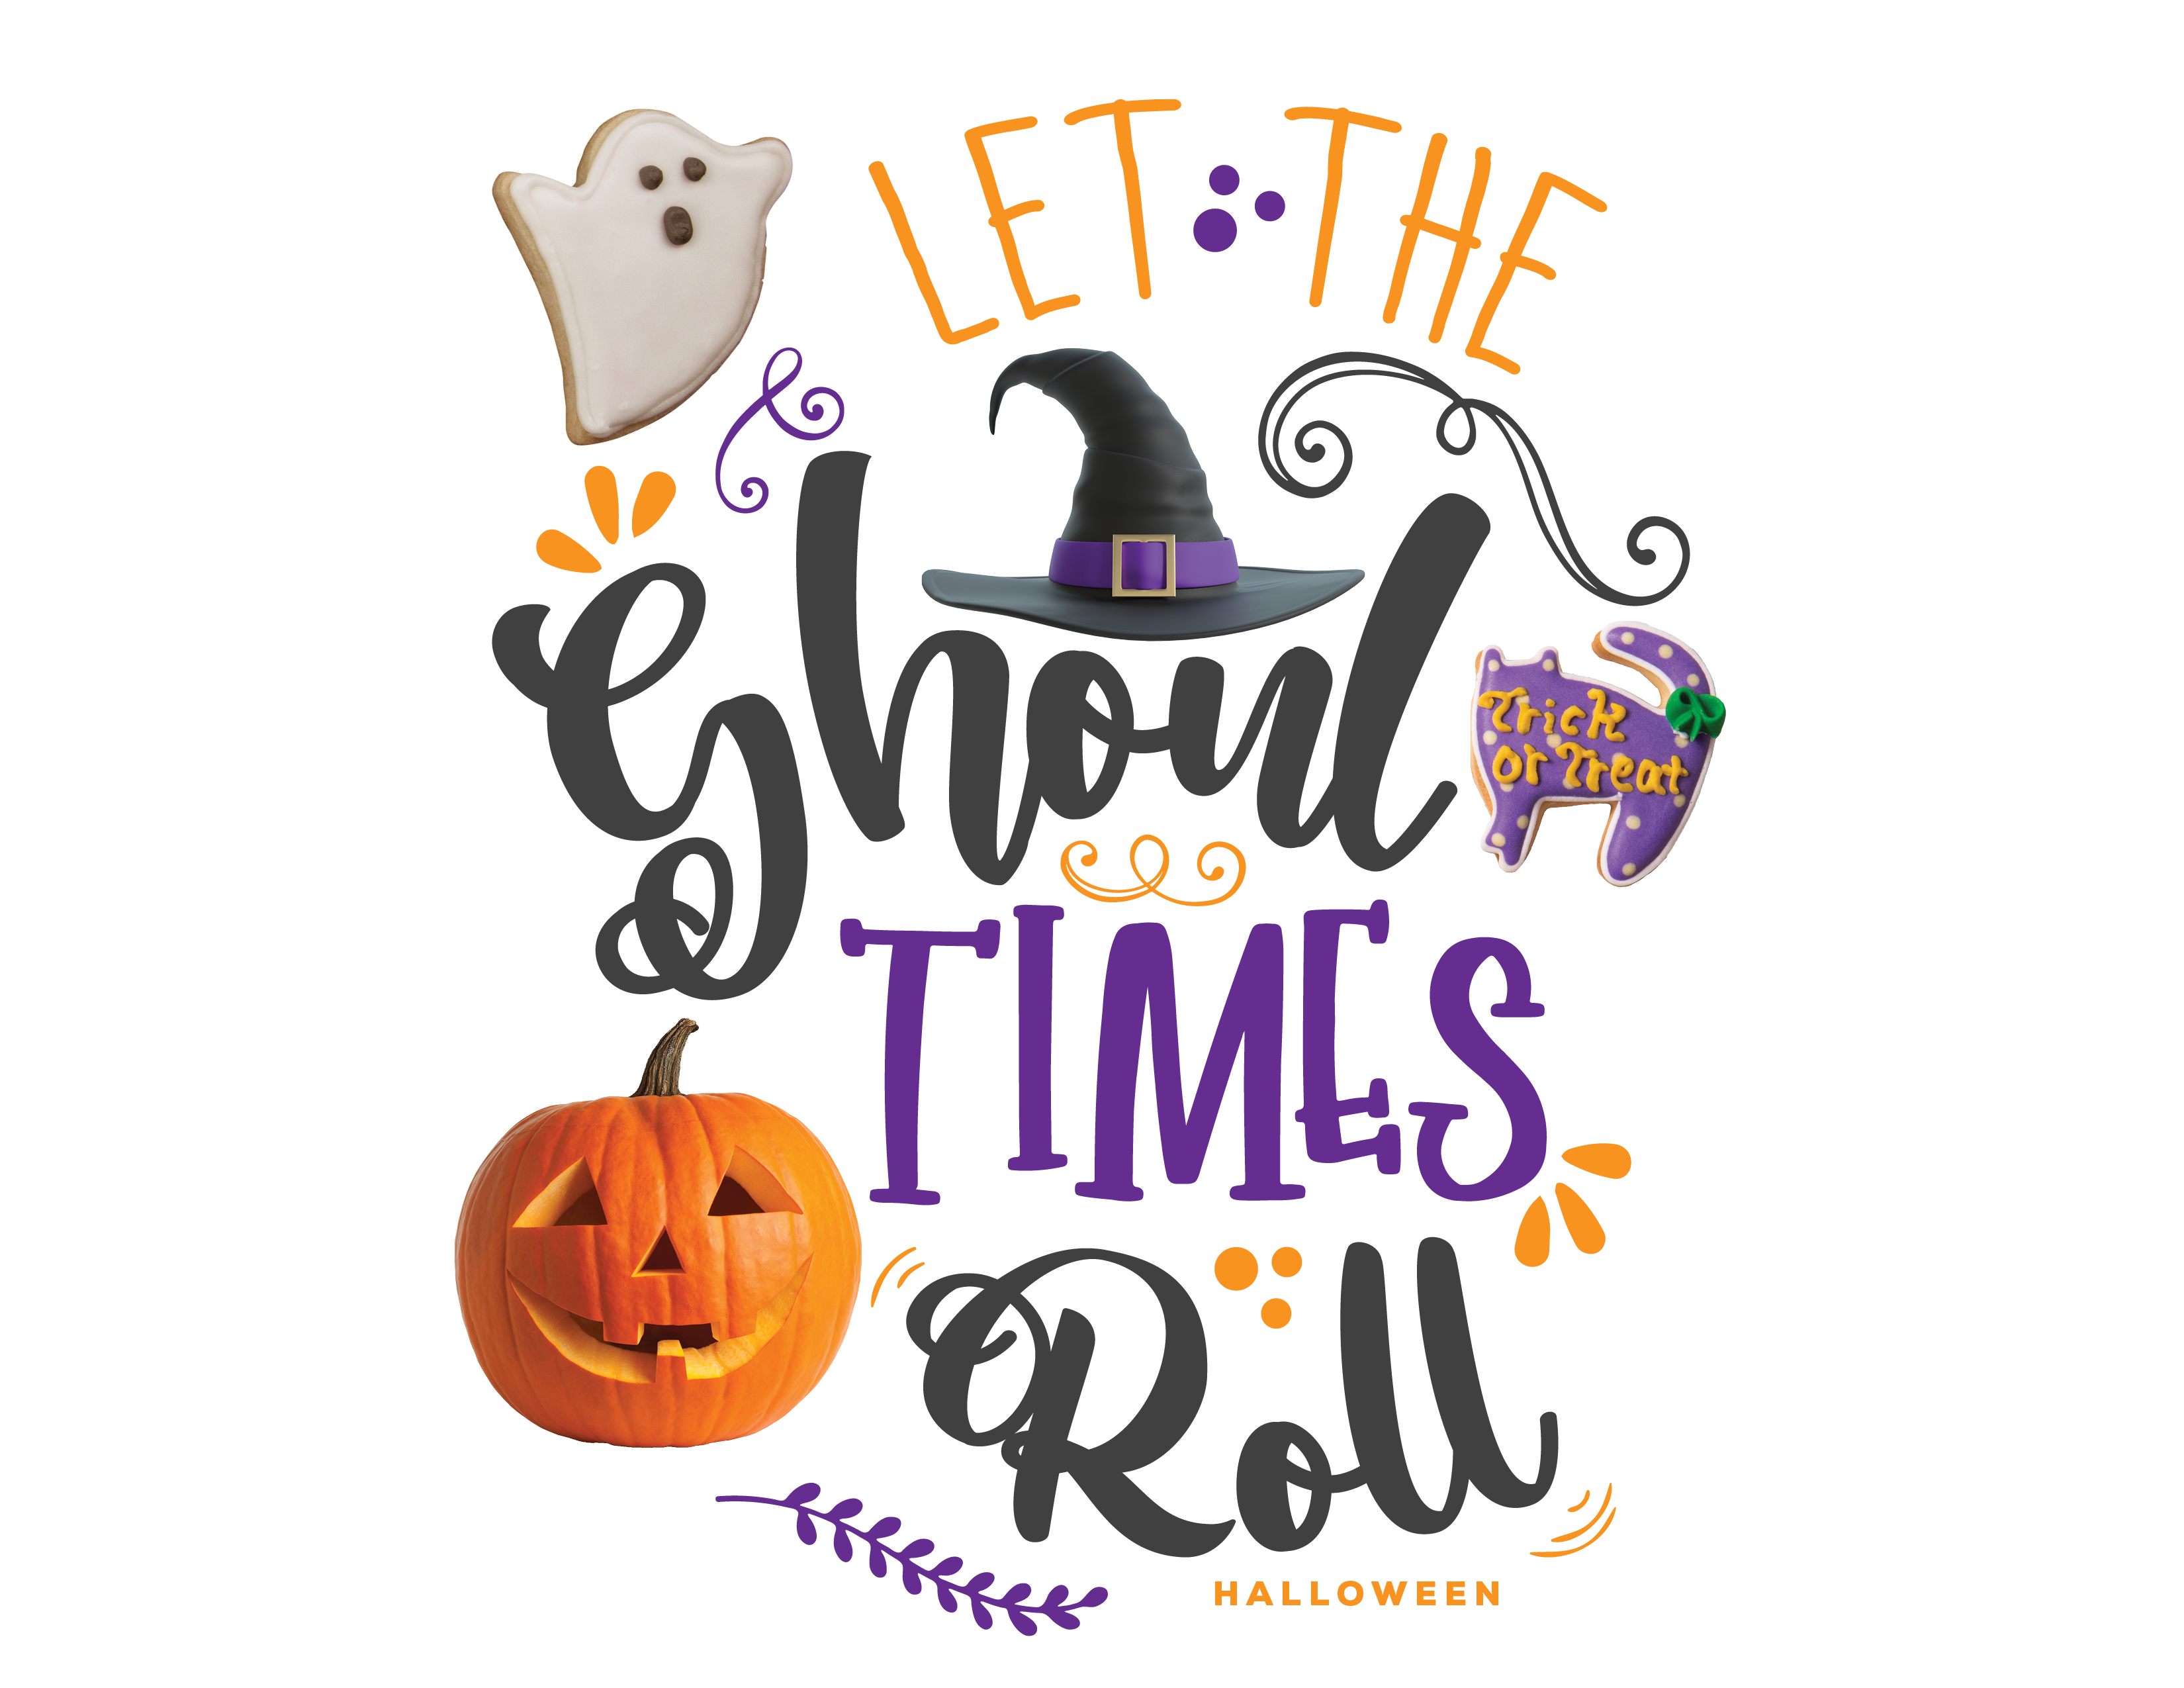 LET THE
Ghoul
Trick
or Treat
TIMES
Roll
HALLOWEEN